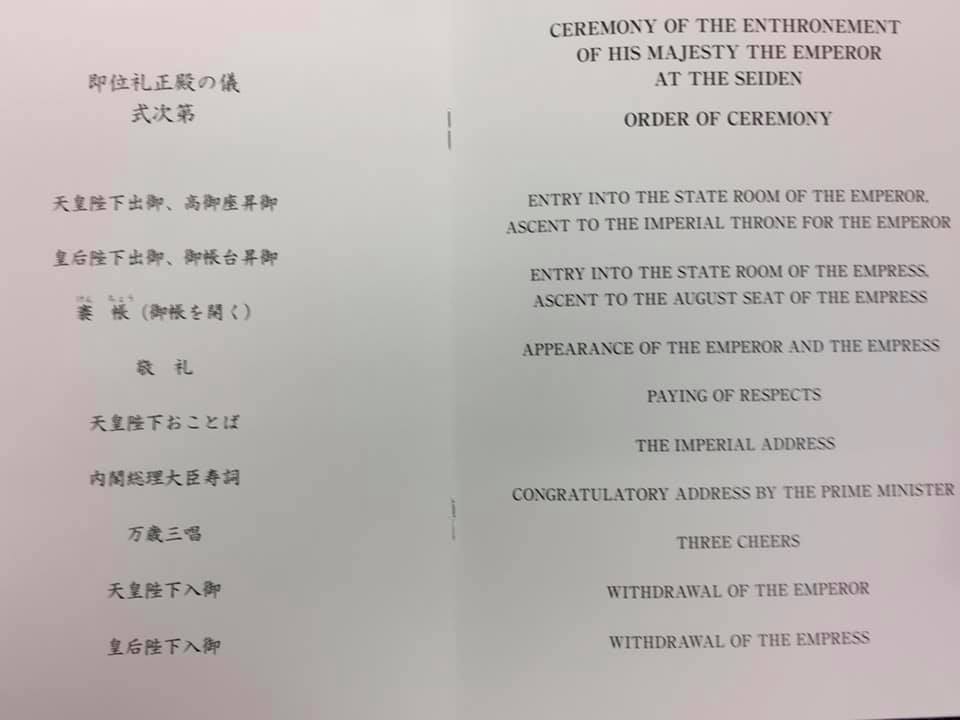 即位礼正殿の儀
式次第
天皇陛下出御、高御座昇御
皇后陛下出御、御帳台昇御
けん ちょう
褰 帳（御帳を開く）
敬 礼
天皇陛下おことば
内閣総理大臣寿詞
万歳三唱
天皇陛下入御
皇后陛下入御
CEREMONY OF THE ENTHRONEMENT
OF HIS MAJESTY THE EMPEROR
AT THE SEIDEN
ORDER OF CEREMONY
ENTRY INTO THE STATE ROOM OF THE EMPEROR,
ASCENT TO THE IMPERIAL THRONE FOR THE EMPEROR
ENTRY INTO THE STATE ROOM OF THE EMPRESS,
ASCENT TO THE AUGUST SEAT OF THE EMPRESS
APPEARANCE OF THE EMPEROR AND THE EMPRESS
PAYING OF RESPECTS
THE IMPERIAL ADDRESS
CONGRATULATORY ADDRESS BY THE PRIME MINISTER
THREE CHEERS
WITHDRAWAL OF THE EMPEROR
WITHDRAWAL OF THE EMPRESS